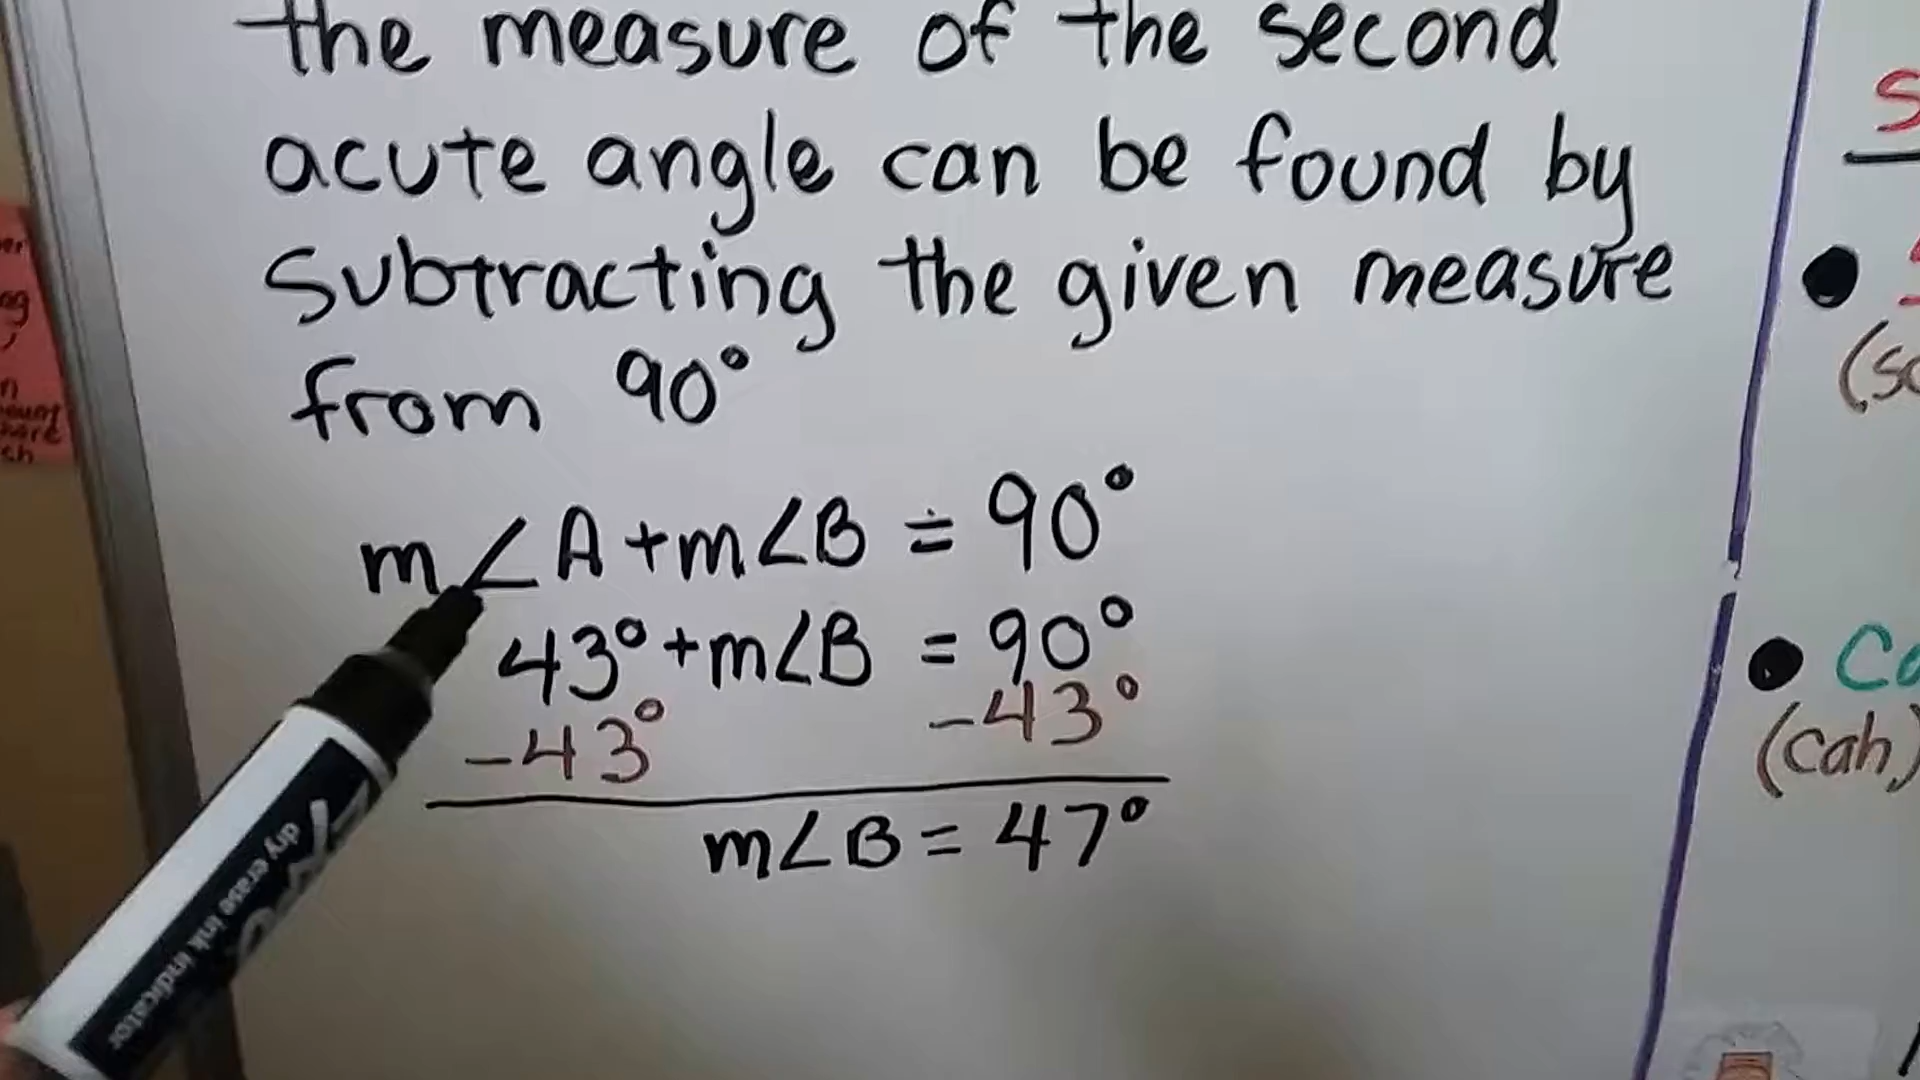 the measure of the second
acute angle can be found by
subtracting the given measure
from 90°
m∠A+m∠B = 90°
43°+m∠B = 90°
-43° -43°
m∠B = 47°
(cah)
dry erase ink indicator